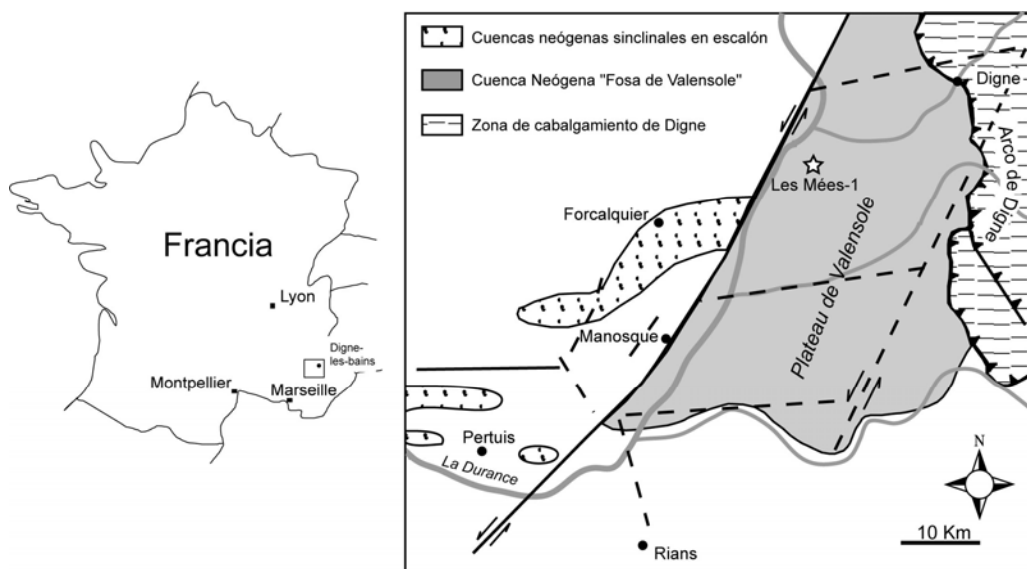 Francia
Lyon
Digne-
les-bains
Montpellier
Marseille
Cuencas neógenas sinclinales en escalón
Cuenca Neógena "Fosa de Valensole"
Zona de cabalgamiento de Digne
Digne
Arco de Digne
Les Mées-1
Forcalquier
Plateau de Valensole
Manosque
Pertuis
La Durance
N
10 Km
Rians